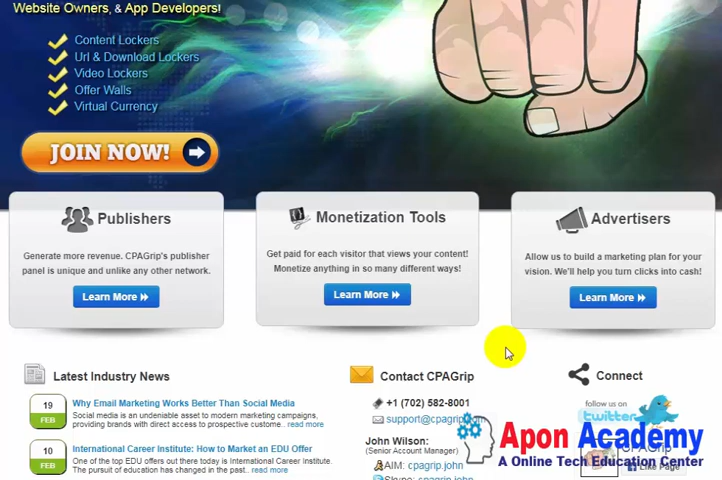 Website Owners, & App Developers!
Content Lockers
Url & Download Lockers
Video Lockers
Offer Walls
Virtual Currency
JOIN NOW!
Publishers
Generate more revenue. CPAGrip's publisher
panel is unique and unlike any other network.
Learn More
Monetization Tools
Get paid for each visitor that views your content!
Monetize anything in so many different ways!
Learn More
Advertisers
Allow us to build a marketing plan for your
vision. We'll help you turn clicks into cash!
Learn More
Latest Industry News
19
FEB
Why Email Marketing Works Better Than Social Media
Social media is an undeniable asset to modern marketing campaigns,
providing brands with direct access to prospective custome.. read more
10
FEB
International Career Institute: How to Market an EDU Offer
One of the top EDU offers out there today is International Career Institute.
The pursuit of education has changed in the past.. read more
Contact CPAGrip
+1 (702) 582-8001
support@cpagrip
John Wilson:
(Senior Account Manager)
AIM: cpagrip.john
Connect
follow us on
twitter
CPAGrip
Like Page
Apon Academy
A Online Tech Education Center